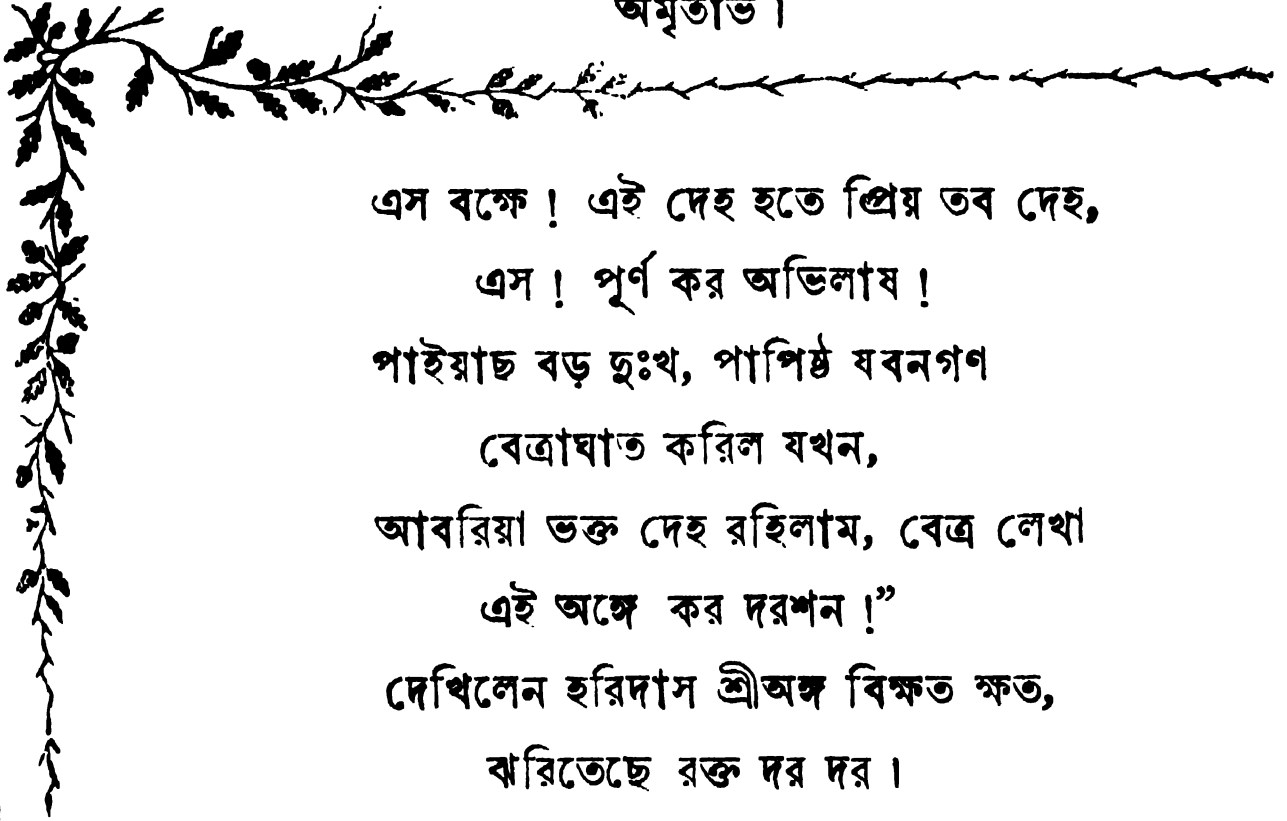 অমৃতাভ।
এস বক্ষে! এই দেহ হতে প্রিয় তব দেহ,
এস! পূর্ণ কর অভিলাষ!
পাইয়াছ বড় দুঃখ, পাপিষ্ঠ যবনগণ
বেত্রাঘাত করিল যখন,
আবরিয়া ভক্ত দেহ রহিলাম, বেত্র লেখা
এই অঙ্গে কর দরশন!”
দেখিলেন হরিদাস শ্রীঅঙ্গ বিক্ষত ক্ষত,
ঝরিতেছে রক্ত দর দর।